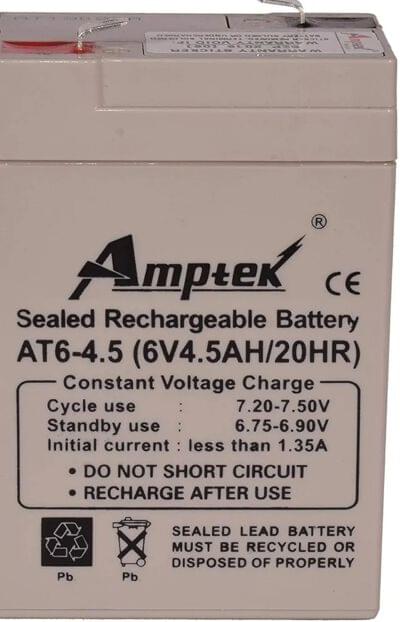 WARRANTY STICKER
Amptek ®
CE
Sealed Rechargeable Battery
AT6-4.5 (6V4.5AH/20HR)
Constant Voltage Charge
Cycle use : 7.20-7.50V
Standby use : 6.75-6.90V
Initial current : less than 1.35A
• DO NOT SHORT CIRCUIT
• RECHARGE AFTER USE
SEALED LEAD BATTERY
MUST BE RECYCLED OR
DISPOSED OF PROPERLY
Pb Pb